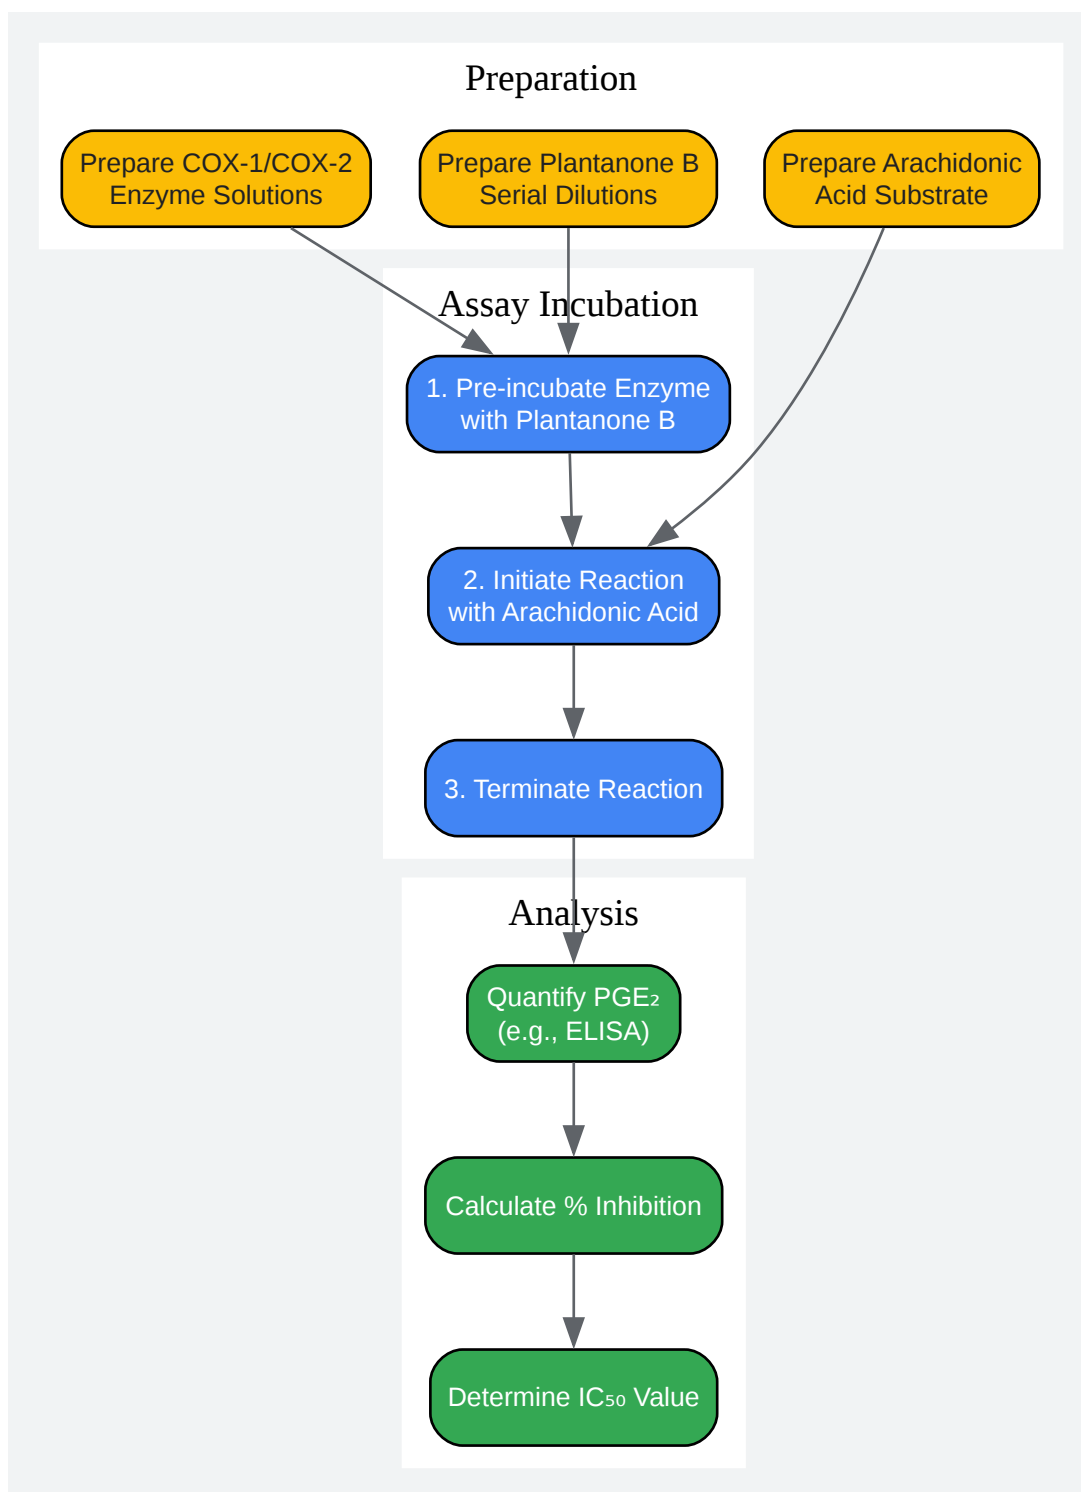 Preparation
Prepare COX-1/COX-2
Enzyme Solutions
Prepare Plantanone B
Serial Dilutions
Prepare Arachidonic
Acid Substrate
Assay Incubation
1. Pre-incubate Enzyme
with Plantanone B
2. Initiate Reaction
with Arachidonic Acid
3. Terminate Reaction
Analysis
Quantify PGE₂
(e.g., ELISA)
Calculate % Inhibition
Determine IC₅₀ Value